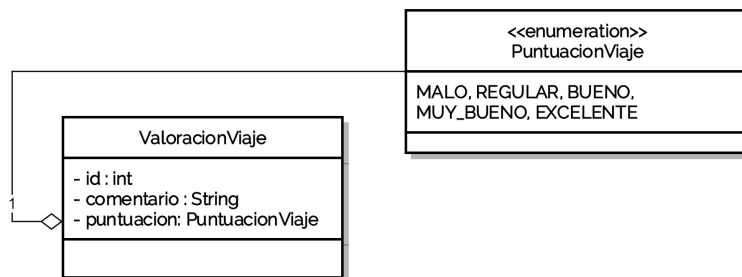 <<enumeration>>
PuntuacionViaje
MALO, REGULAR, BUENO,
MUY_BUENO, EXCELENTE
ValoracionViaje
- id : int
- comentario : String
- puntuacion: PuntuacionViaje
1